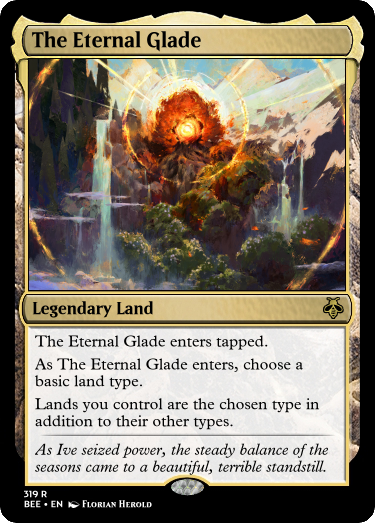 The Eternal Glade
Legendary Land
The Eternal Glade enters tapped.
As The Eternal Glade enters, choose a
basic land type.
Lands you control are the chosen type in
addition to their other types.
As Ive seized power, the steady balance of the
seasons came to a beautiful, terrible standstill.
319 R
BEE • EN Florian Herold